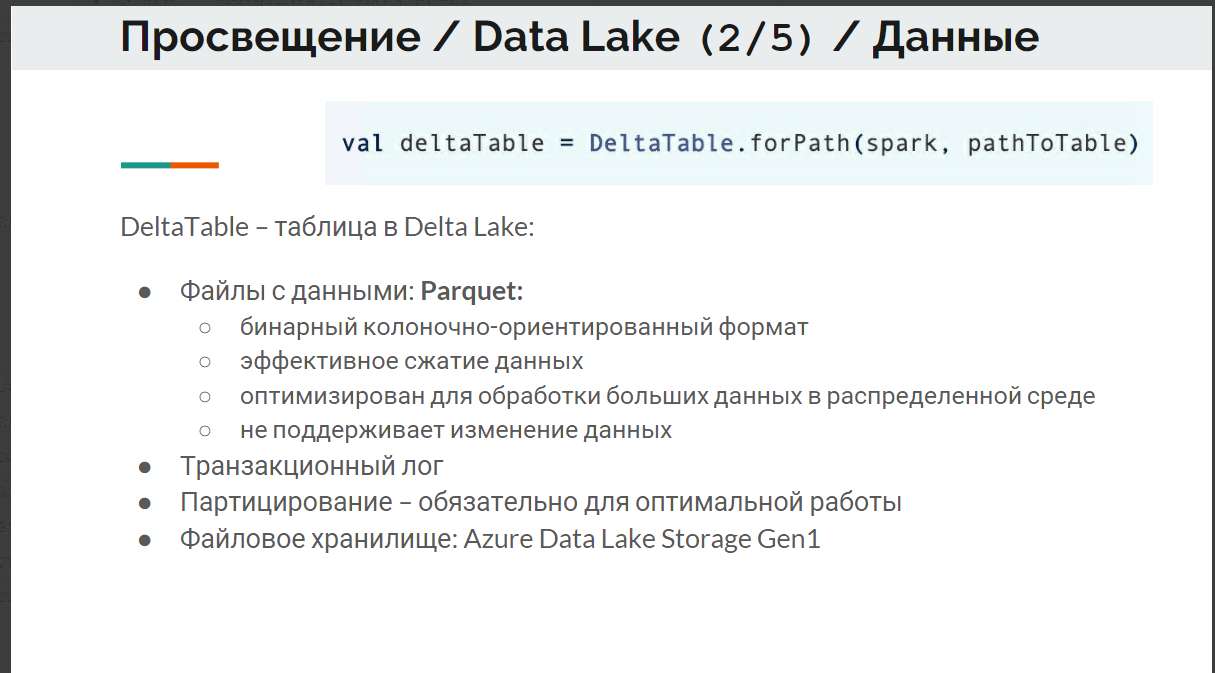 Просвещение / Data Lake (2/5) / Данные
val deltaTable = DeltaTable.forPath(spark, pathToTable)
DeltaTable – таблица в Delta Lake:
● Файлы с данными: Parquet:
○ бинарный колоночно-ориентированный формат
○ эффективное сжатие данных
○ оптимизирован для обработки больших данных в распределенной среде
○ не поддерживает изменение данных
● Транзакционный лог
● Партицирование – обязательно для оптимальной работы
● Файловое хранилище: Azure Data Lake Storage Gen1